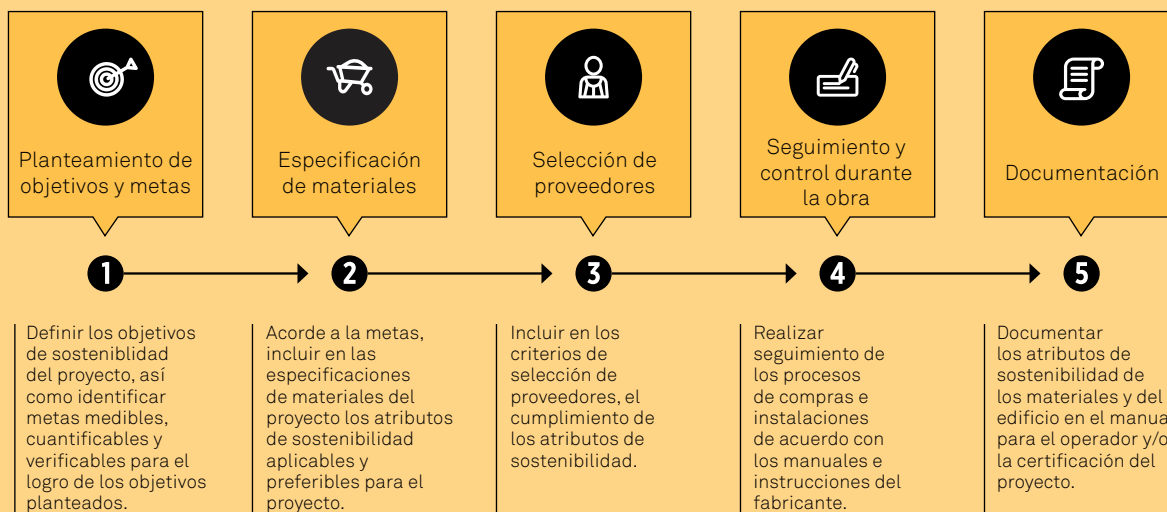 Planteamiento de
objetivos y metas
1
Definir los objetivos
de sosteniblidad
del proyecto, así
como identificar
metas medibles,
cuantificables y
verificables para el
logro de los objetivos
planteados.
Especificación
de materiales
2
Acorde a la metas,
incluir en las
especificaciones
de materiales del
proyecto los atributos
de sostenibilidad
aplicables y
preferibles para el
proyecto.
Selección de
proveedores
3
Incluir en los
criterios de
selección de
proveedores, el
cumplimiento de
los atributos de
sostenibilidad.
Seguimiento y
control durante
la obra
4
Realizar
seguimiento de
los procesos
de compras e
instalaciones
de acuerdo con
los manuales e
instrucciones del
fabricante.
Documentación
5
Documentar
los atributos de
sostenibilidad de
los materiales y del
edificio en el manua
para el operador y/o
la certificación del
proyecto.